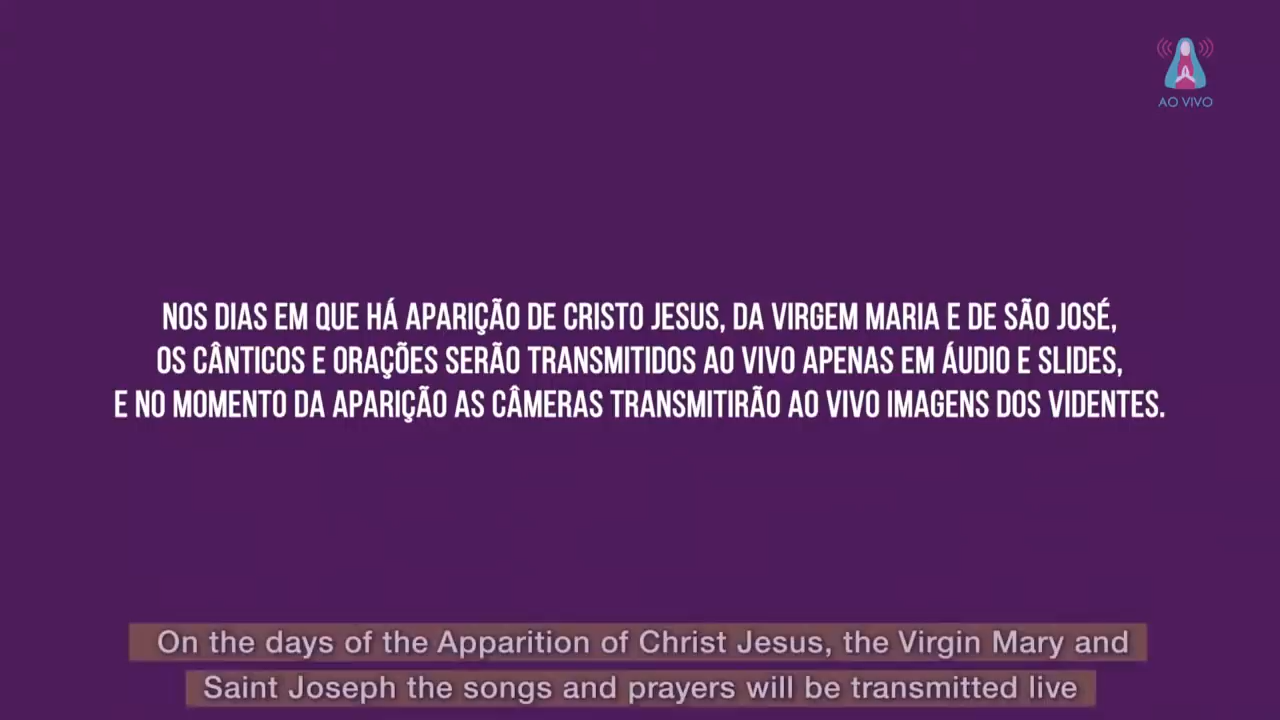 AO VIVO
NOS DIAS EM QUE HÁ APARIÇÃO DE CRISTO JESUS, DA VIRGEM MARIA E DE SÃO JOSÉ,
OS CÂNTICOS E ORAÇÕES SERÃO TRANSMITIDOS AO VIVO APENAS EM ÁUDIO E SLIDES,
E NO MOMENTO DA APARIÇÃO AS CÂMERAS TRANSMITIRÃO AO VIVO IMAGENS DOS VIDENTES.
On the days of the Apparition of Christ Jesus, the Virgin Mary and
Saint Joseph the songs and prayers will be transmitted live